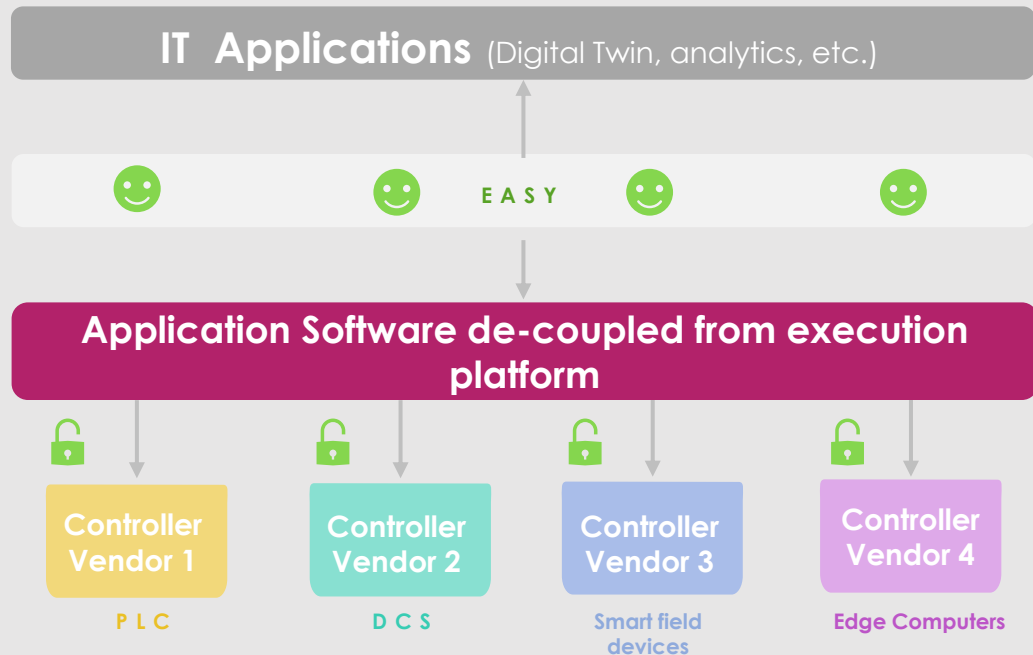 IT Applications (Digital Twin, analytics, etc.)
EASY
Application Software de-coupled from execution
platform
Controller
Vendor 1
Controller
Vendor 2
Controller
Vendor 3
Controller
Vendor 4
PLC
DCS
Smart field
devices
Edge Computers